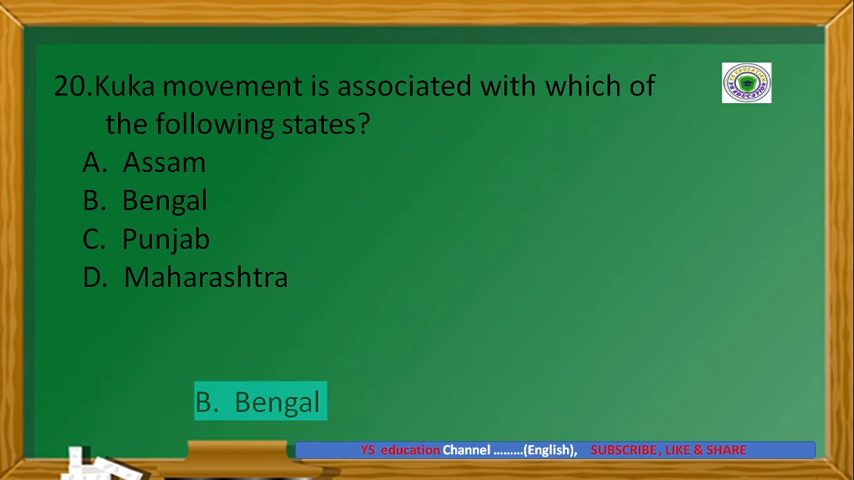 20.Kuka movement is associated with which of
the following states?
A. Assam
B. Bengal
C. Punjab
D. Maharashtra
B. Bengal
YS education Channel .........(English), SUBSCRIBE, LIKE & SHARE